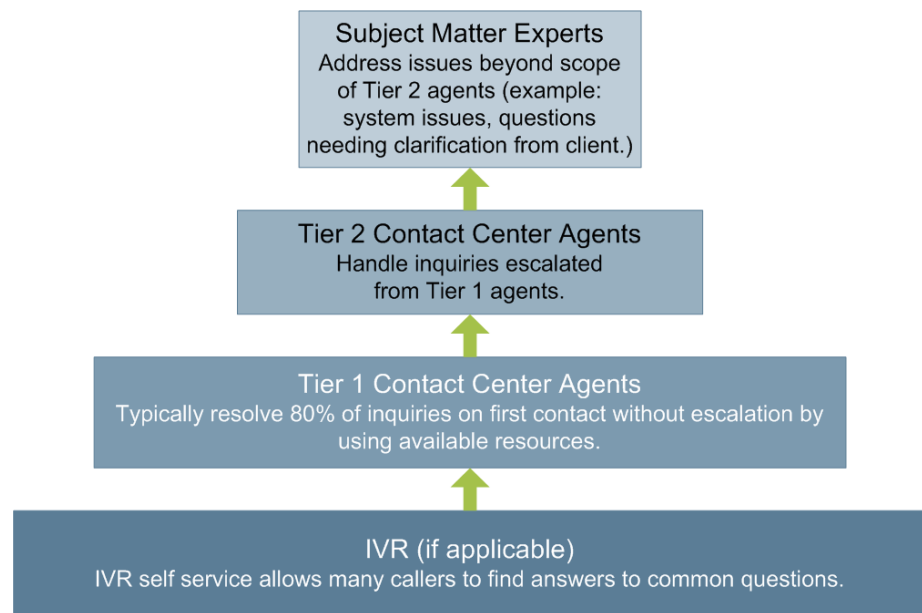 Subject Matter Experts
Address issues beyond scope
of Tier 2 agents (example:
system issues, questions
needing clarification from client.)
Tier 2 Contact Center Agents
Handle inquiries escalated
from Tier 1 agents.
Tier 1 Contact Center Agents
Typically resolve 80% of inquiries on first contact without escalation by
using available resources.
IVR (if applicable)
IVR self service allows many callers to find answers to common questions.